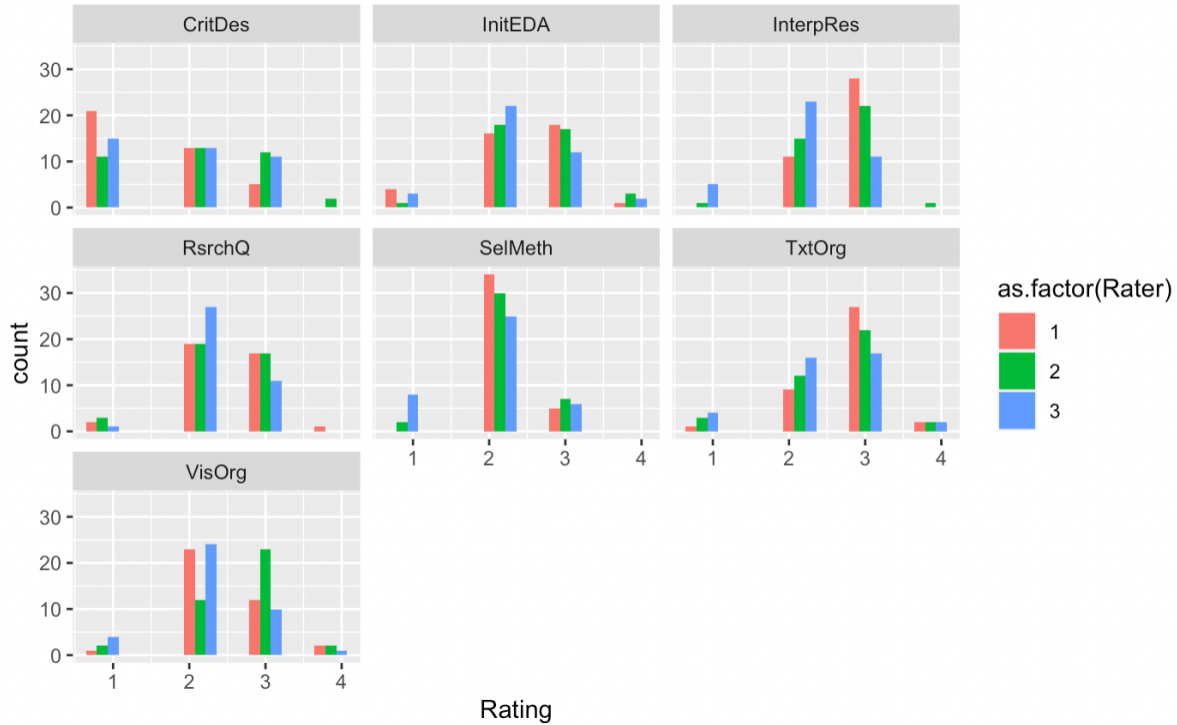 CritDes
InitEDA
InterpRes
30
20
10
0
RsrchQ
SelMeth
TxtOrg
30
20
10
0
1 2 3 4
1 2 3 4
VisOrg
30
20
10
0
1 2 3 4
count
Rating
as.factor(Rater)
1
2
3